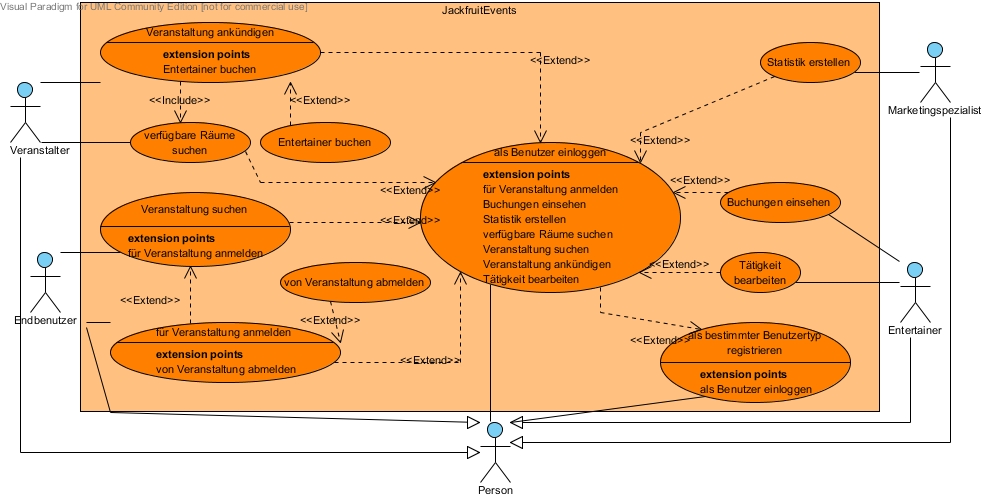 Visual Paradigm for UML Community Edition [not for commercial use]
JackfruitEvents
Veranstaltung ankündigen
extension points
Entertainer buchen
<<Extend>>
Statistik erstellen
<<Include>>
<<Extend>>
Marketingspezialist
verfügbare Räume
suchen
Entertainer buchen
<<Extend>>
Veranstalter
als Benutzer einloggen
extension points
für Veranstaltung anmelden
Buchungen einsehen
Statistik erstellen
verfügbare Räume suchen
Veranstaltung suchen
Veranstaltung ankündigen
Tätigkeit bearbeiten
<<Extend>>
<<Extend>>
Buchungen einsehen
Veranstaltung suchen
extension points
für Veranstaltung anmelden
<<Extend>>
<<Extend>>
Tätigkeit
bearbeiten
von Veranstaltung abmelden
<<Extend>>
Endbenutzer
<<Extend>>
Entertainer
für Veranstaltung anmelden
extension points
von Veranstaltung abmelden
<<Extend>>
<<Extend>>
als bestimmter Benutzertyp
registrieren
extension points
als Benutzer einloggen
Person